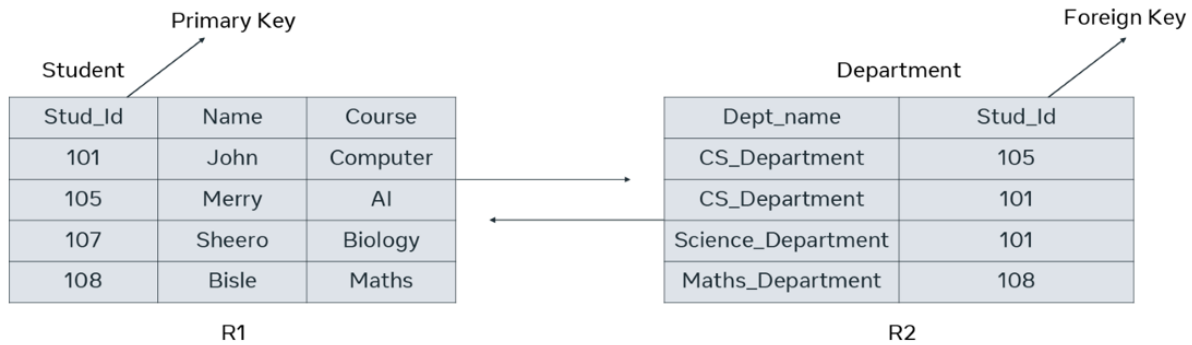 Primary Key
Foreign Key
Student
Department
Stud_Id Name Course
101 John Computer
105 Merry AI
107 Sheero Biology
108 Bisle Maths
R1
Dept_name Stud_Id
CS_Department 105
CS_Department 101
Science_Department 101
Maths_Department 108
R2